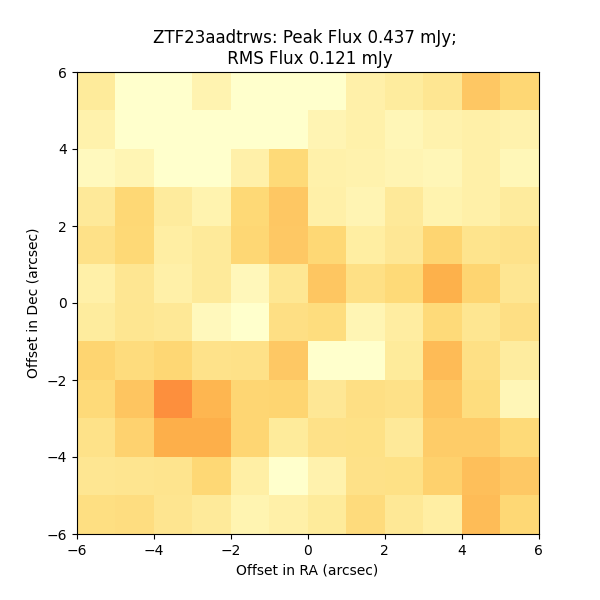 ZTF23aadtrws: Peak Flux 0.437 mJy;
RMS Flux 0.121 mJy
6
4
2
0
−2
−4
−6
Offset in Dec (arcsec)
−6 −4 −2 0 2 4 6
Offset in RA (arcsec)